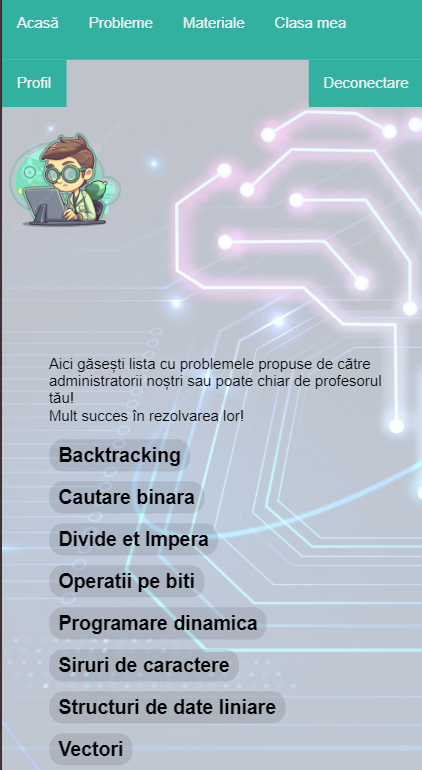 Acasă Probleme Materiale Clasa mea
Profil Deconectare
Aici găsești lista cu problemele propuse de către
administratorii noștri sau poate chiar de profesorul
tău!
Mult succes în rezolvarea lor!
Backtracking
Cautare binara
Divide et Impera
Operatii pe biti
Programare dinamica
Siruri de caractere
Structuri de date liniare
Vectori